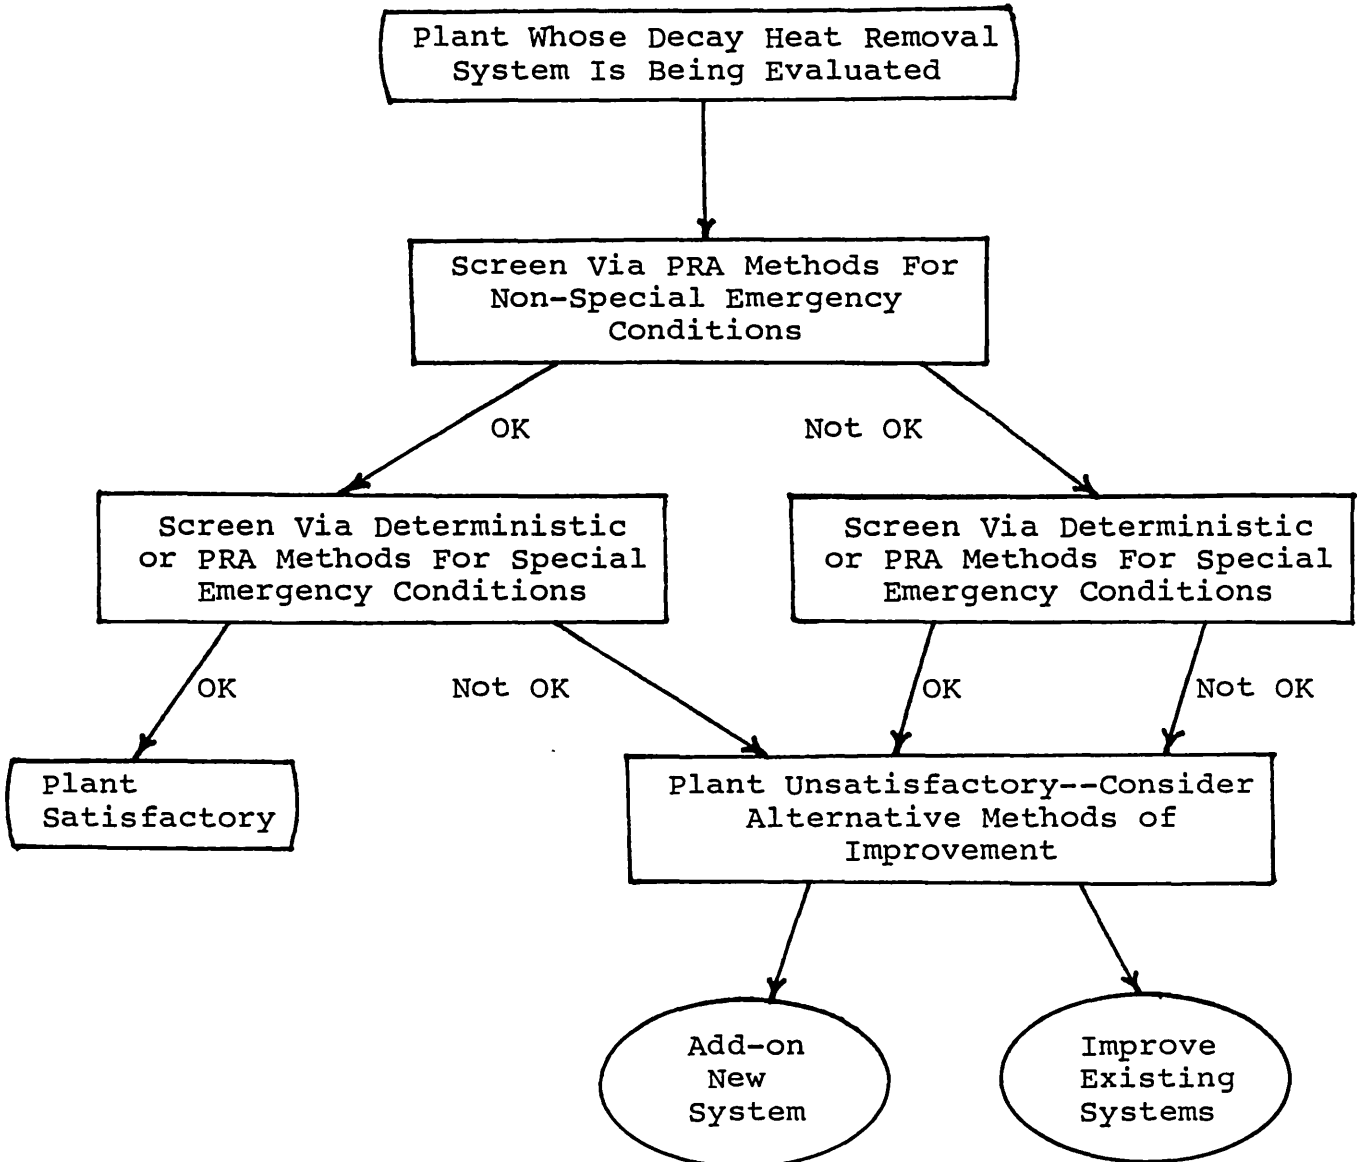 Plant Whose Decay Heat Removal
System Is Being Evaluated
Screen Via PRA Methods For
Non-Special Emergency
Conditions
OK
Not OK
Screen Via Deterministic
or PRA Methods For Special
Emergency Conditions
Screen Via Deterministic
or PRA Methods For Special
Emergency Conditions
OK
Not OK
OK
Not OK
Plant
Satisfactory
Plant Unsatisfactory--Consider
Alternative Methods of
Improvement
Add-on
New
System
Improve
Existing
Systems